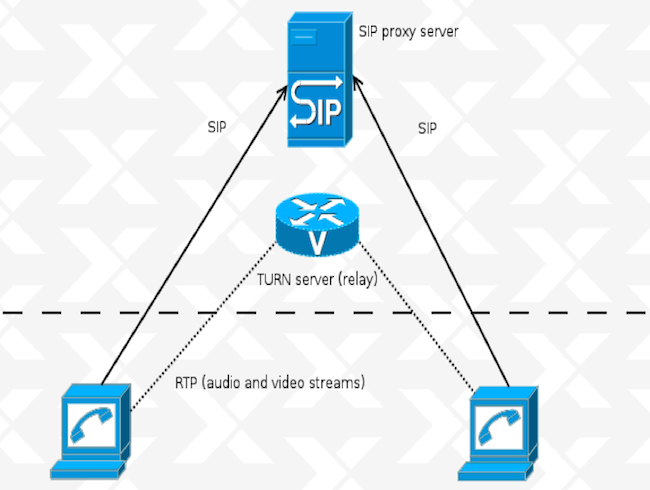 SIP proxy server
SIP
SIP
SIP
V
TURN server (relay)
RTP (audio and video streams)